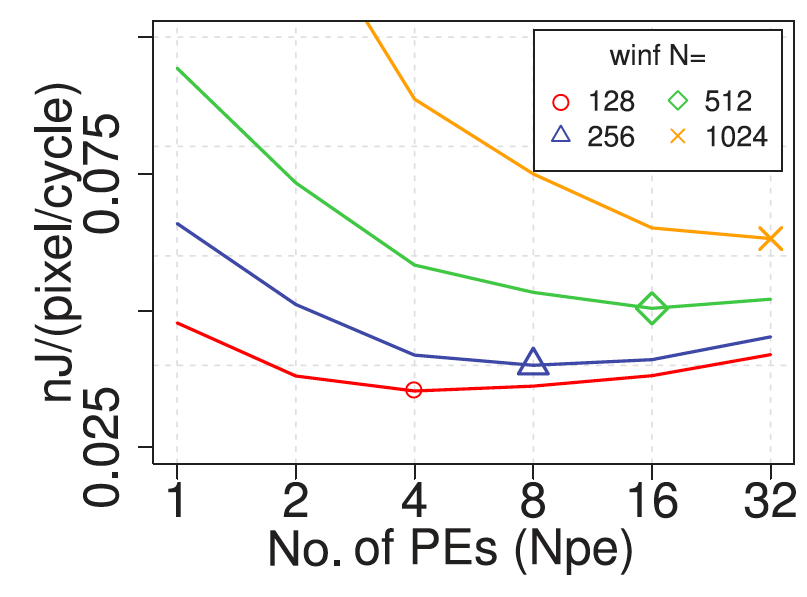 winf N=
128 512
256 1024
nJ/(pixel/cycle)
0.075
0.025
1 2 4 8 16 32
No. of PEs (Npe)